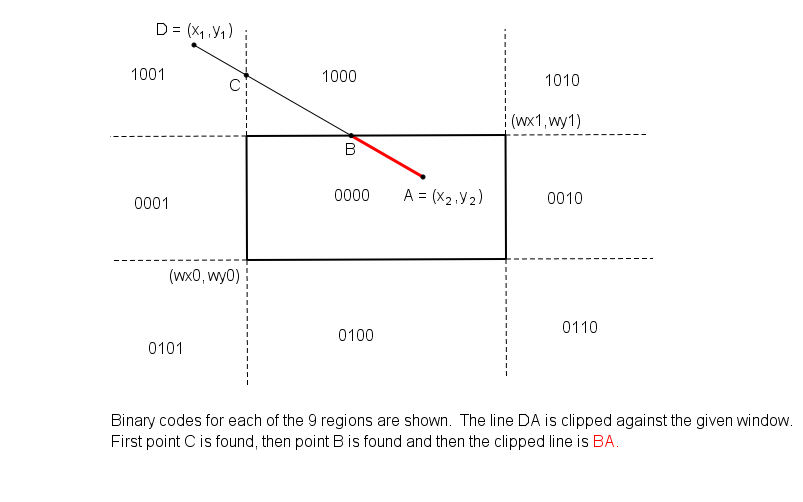 D = (x₁,y₁)
1001
1000
1010
C
(wx1,wy1)
B
0001
0000
A = (x₂,y₂)
0010
(wx0,wy0)
0101
0100
0110
Binary codes for each of the 9 regions are shown.  The line DA is clipped against the given window.
First point C is found, then point B is found and then the clipped line is BA.